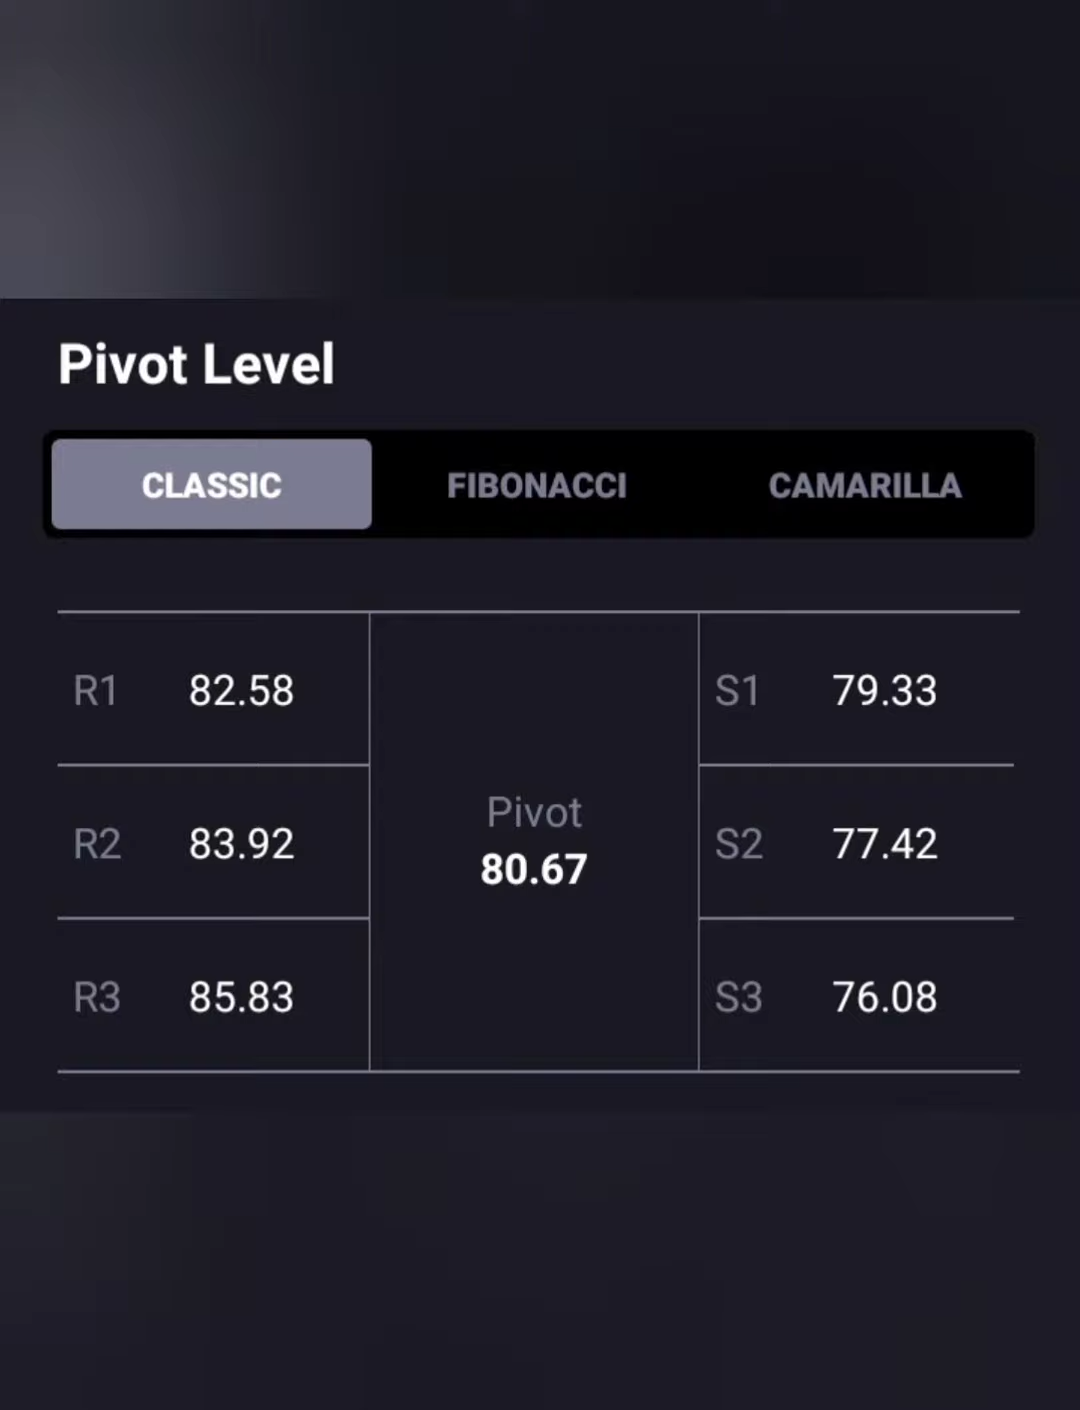 Pivot Level
CLASSIC FIBONACCI CAMARILLA
R1 82.58 S1 79.33
R2 83.92 Pivot 80.67 S2 77.42
R3 85.83 S3 76.08